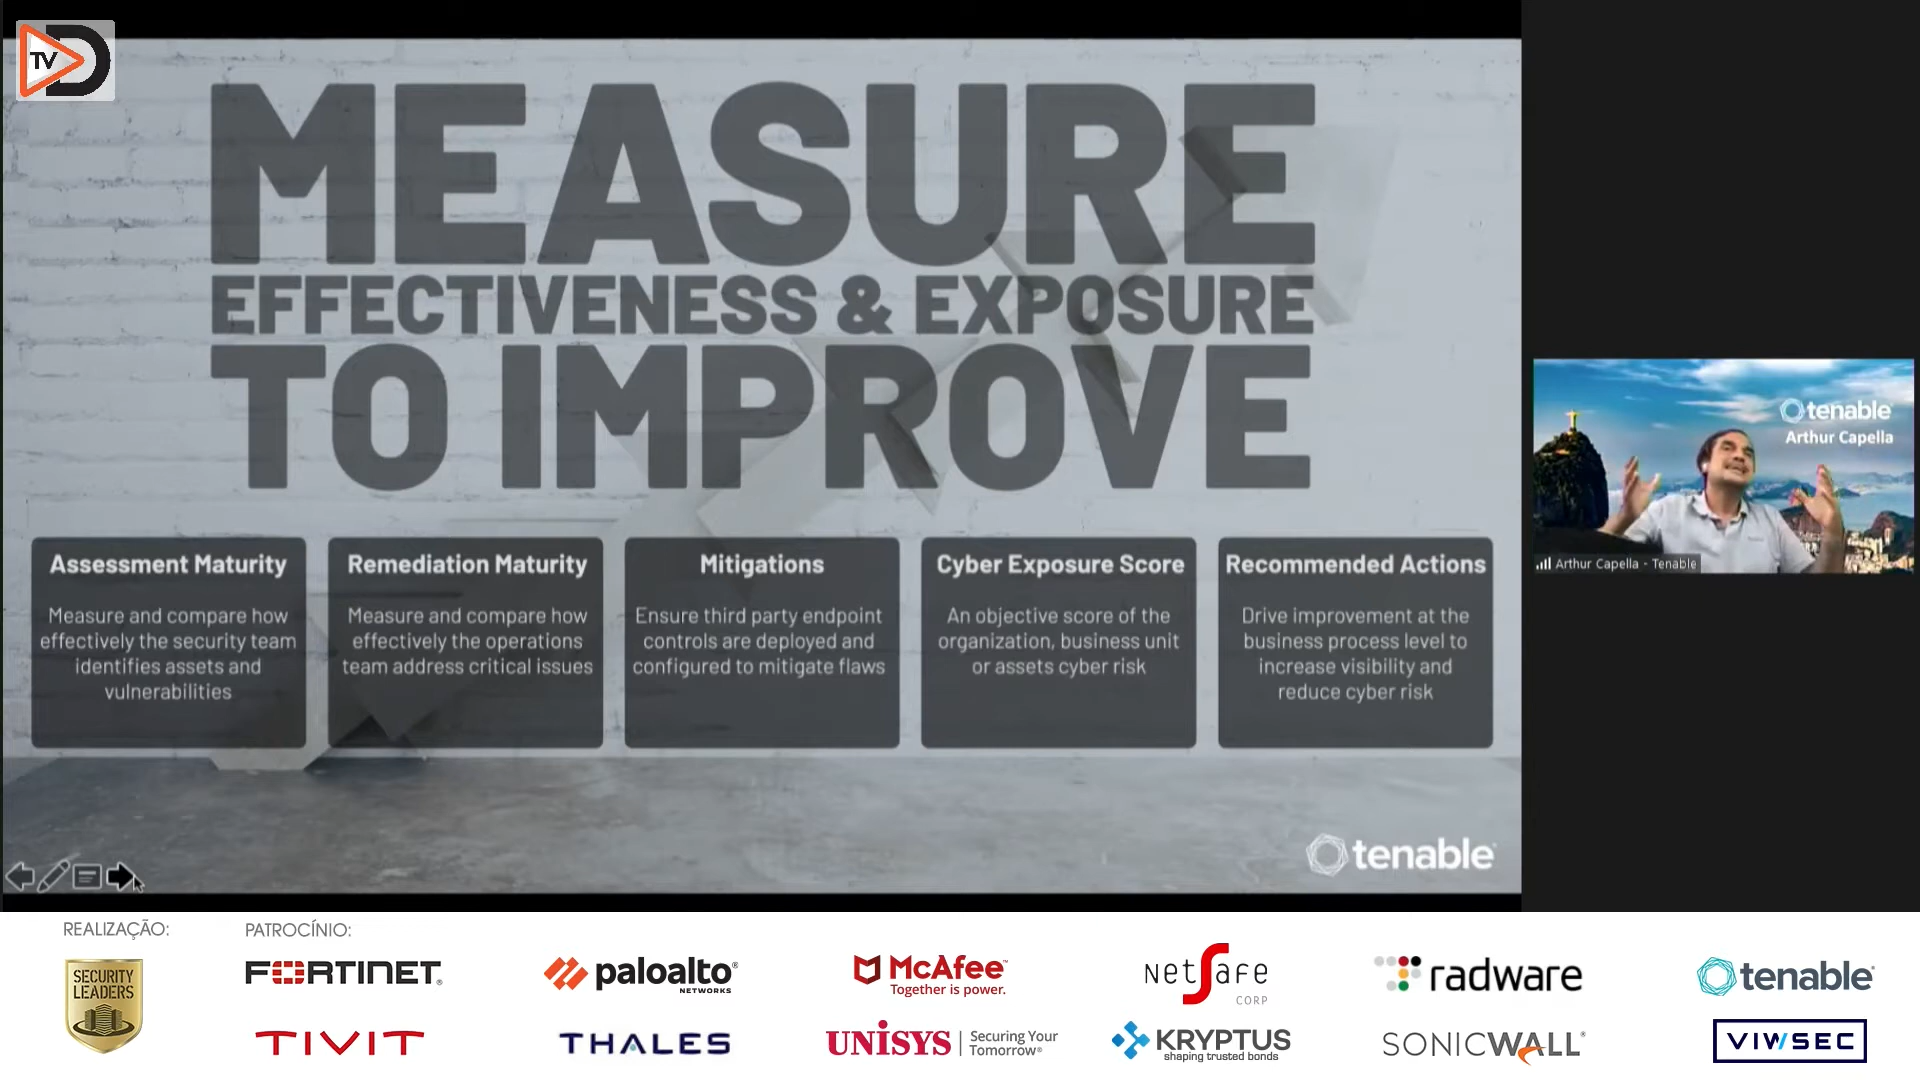 TV D
MEASURE
EFFECTIVENESS & EXPOSURE
TO IMPROVE
Assessment Maturity
Measure and compare how
effectively the security team
identifies assets and
vulnerabilities
Remediation Maturity
Measure and compare how
effectively the operations
team address critical issues
Mitigations
Ensure third party endpoint
controls are deployed and
configured to mitigate flaws
Cyber Exposure Score
An objective score of the
organization, business unit
or assets cyber risk
Recommended Actions
Drive improvement at the
business process level to
increase visibility and
reduce cyber risk
tenable
tenable
Arthur Capella
Arthur Capella - Tenable
REALIZAÇÃO:
SECURITY
LEADERS
PATROCÍNIO:
FORTINET®
paloalto®
NETWORKS
McAfee™
Together is power.
NetSafe
CORP
radware
tenable®
TIVIT
THALES
UNiSYS | Securing Your
Tomorrow®
KRYPTUS
shaping trusted bonds
SONICWALL®
VIWSEC